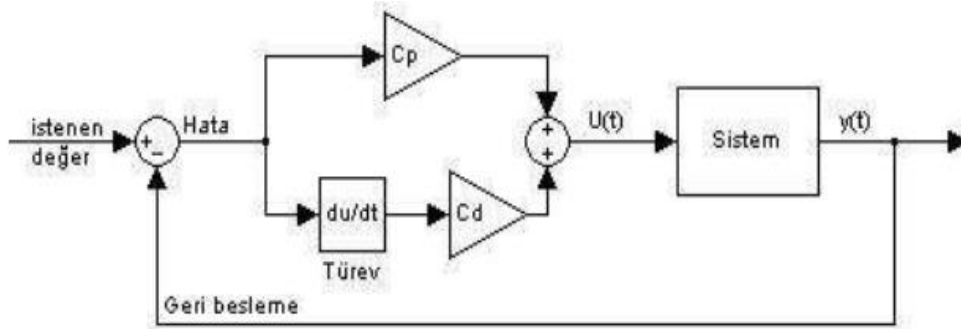 Cp
istenen
değer
Hata
U(t)
Sistem
y(t)
du/dt
Cd
Türev
Geri besleme